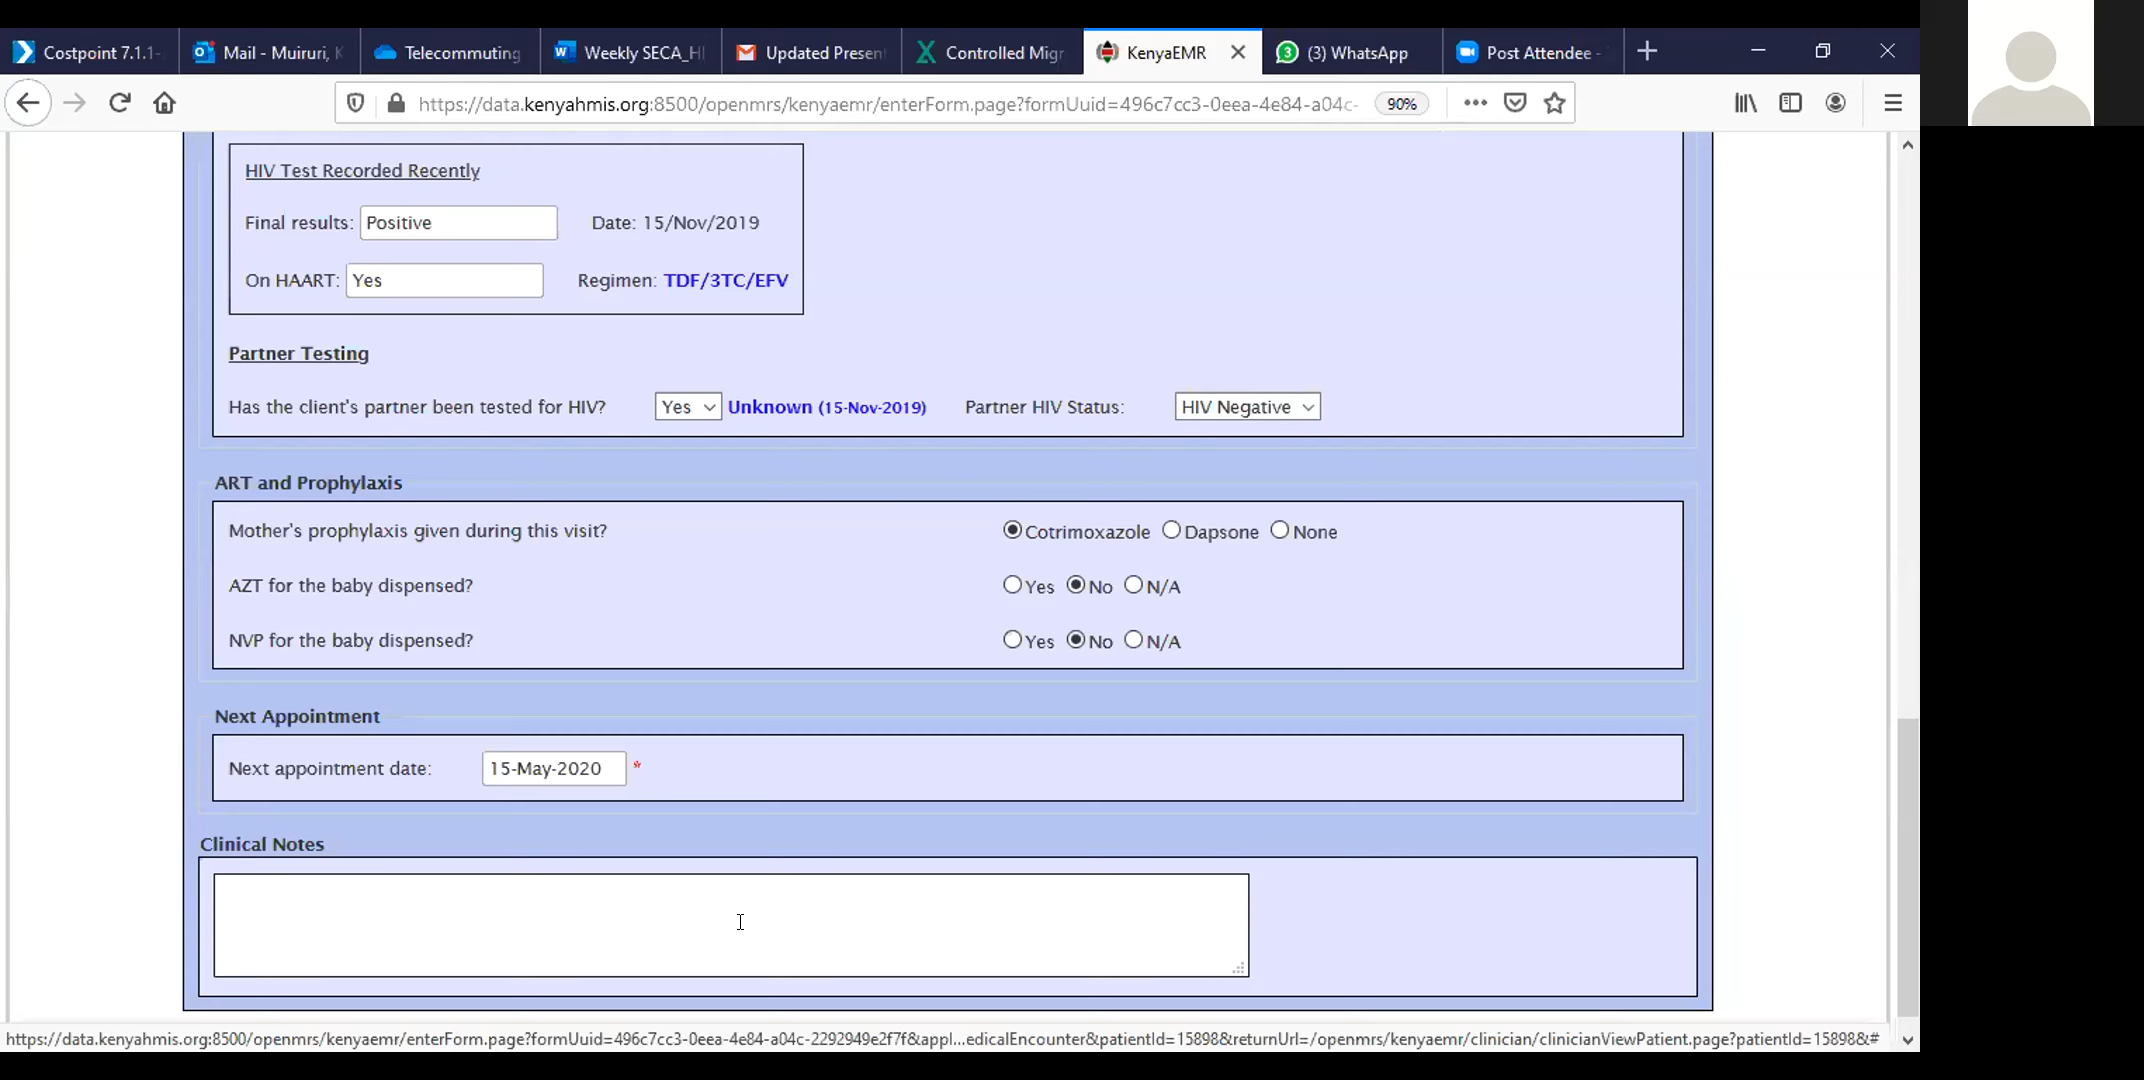 Costpoint 7.1.1-
Mail - Muiruri, K
Telecommuting
Weekly SECA_HI
Updated Present
Controlled Migr
KenyaEMR
3 (3) WhatsApp
Post Attendee -
https://data.kenyahmis.org:8500/openmrs/kenyaemr/enterForm.page?formUuid=496c7cc3-0eea-4e84-a04c- 90%
HIV Test Recorded Recently
Final results: Positive Date: 15/Nov/2019
On HAART: Yes Regimen: TDF/3TC/EFV
Partner Testing
Has the client's partner been tested for HIV? Yes Unknown (15-Nov-2019) Partner HIV Status: HIV Negative
ART and Prophylaxis
Mother's prophylaxis given during this visit? Cotrimoxazole Dapsone None
AZT for the baby dispensed? Yes No N/A
NVP for the baby dispensed? Yes No N/A
Next Appointment
Next appointment date: 15-May-2020 *
Clinical Notes
https://data.kenyahmis.org:8500/openmrs/kenyaemr/enterForm.page?formUuid=496c7cc3-0eea-4e84-a04c-2292949e2f7f&appl...edicalEncounter&patientId=15898&returnUrl=/openmrs/kenyaemr/clinician/clinicianViewPatient.page?patientId=15898&#